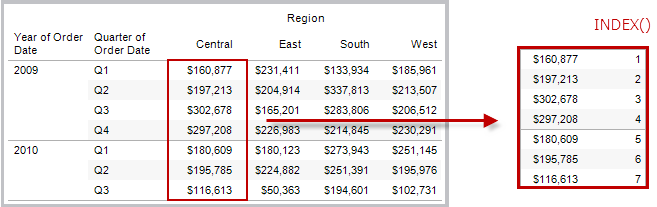 Region
Year of Order Date Quarter of Order Date Central East South West
2009 Q1 $160,877 $231,411 $133,934 $185,961
Q2 $197,213 $204,914 $337,813 $213,507
Q3 $302,678 $165,201 $283,806 $206,512
Q4 $297,208 $226,983 $214,845 $230,291
2010 Q1 $180,609 $180,123 $273,943 $251,145
Q2 $195,785 $224,882 $251,391 $195,976
Q3 $116,613 $50,363 $194,601 $102,731
INDEX()
$160,877 1
$197,213 2
$302,678 3
$297,208 4
$180,609 5
$195,785 6
$116,613 7